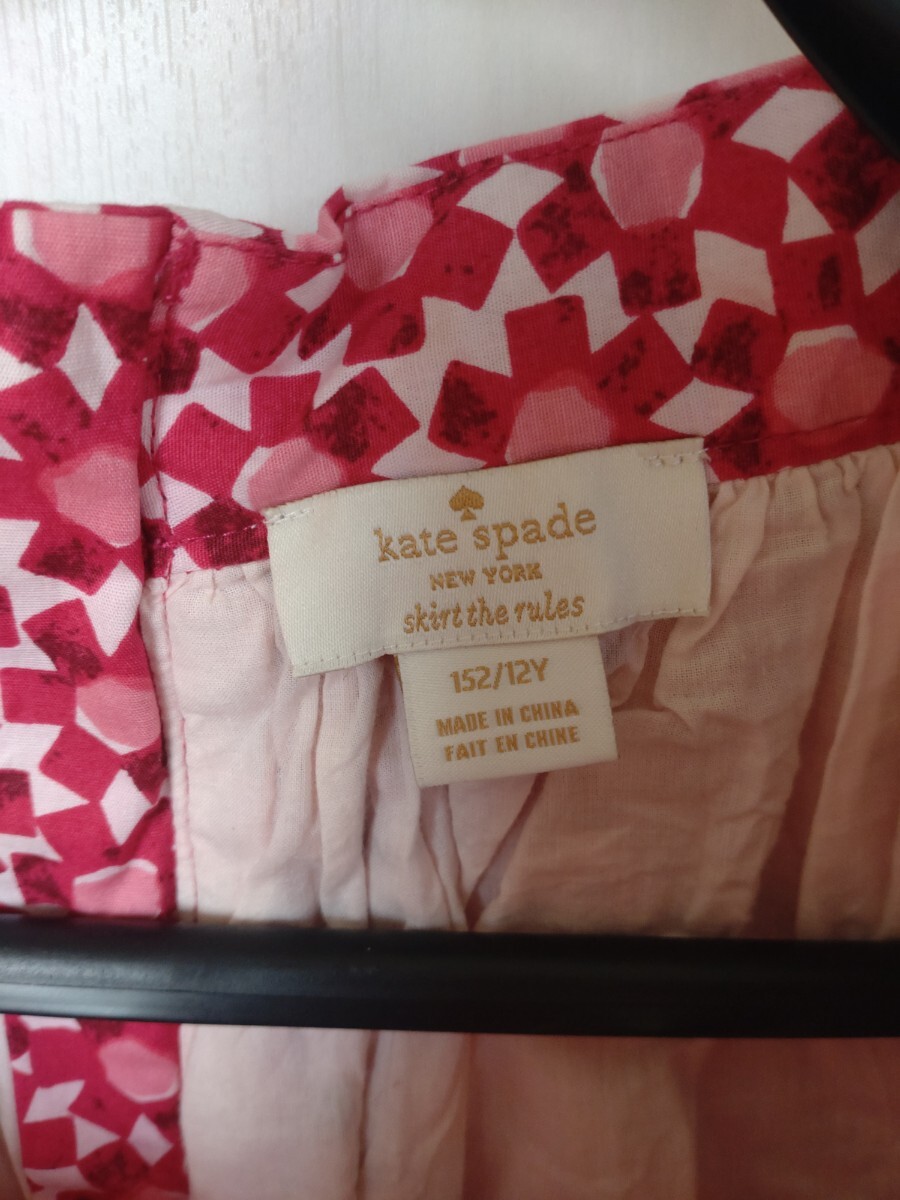 kate spade
NEW YORK
skirt the rules
152/12Y
MADE IN CHINA
FAIT EN CHINE